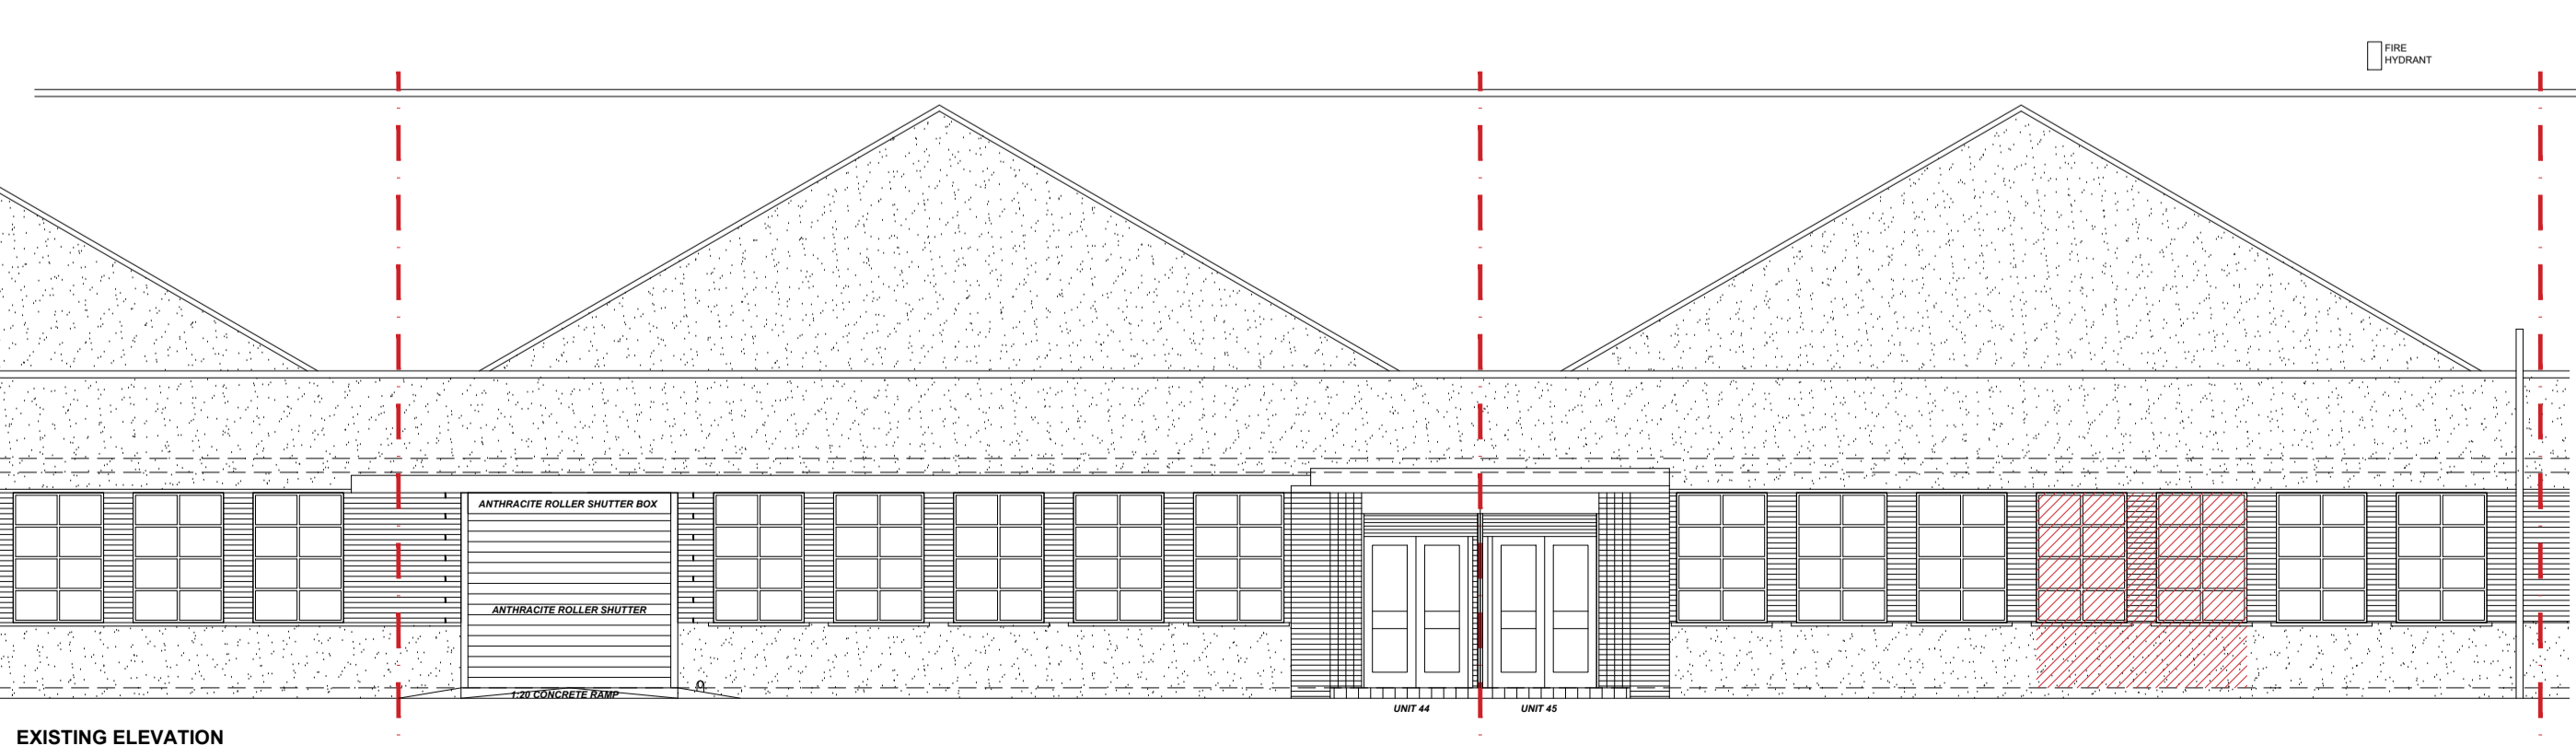 FIRE
HYDRANT
ANTHRACITE ROLLER SHUTTER BOX
ANTHRACITE ROLLER SHUTTER
1:20 CONCRETE RAMP
UNIT 44
UNIT 45
EXISTING ELEVATION